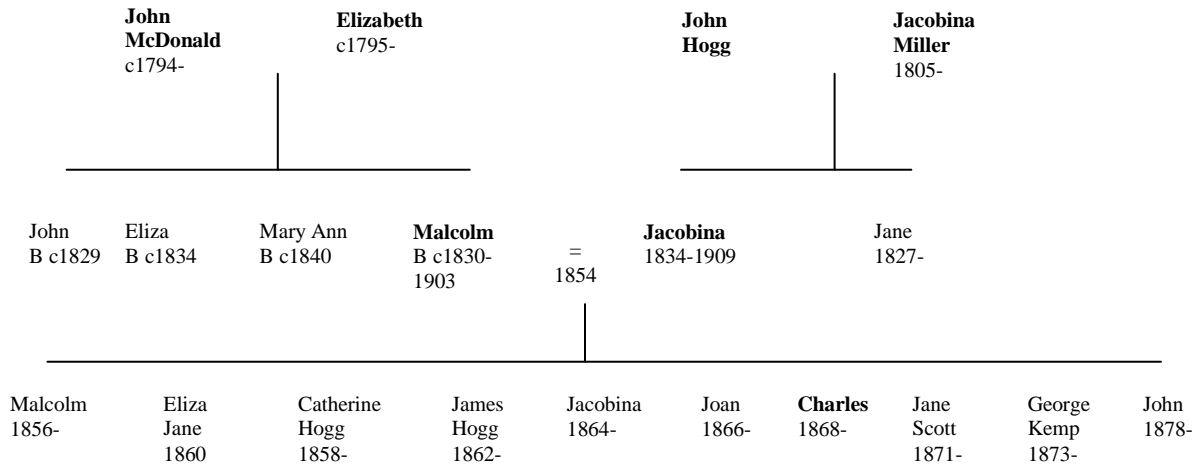 John
McDonald
c1794-
Elizabeth
c1795-
John
Hogg
Jacobina
Miller
1805-
John
B c1829
Eliza
B c1834
Mary Ann
B c1840
Malcolm
B c1830-
1903
=
1854
Jacobina
1834-1909
Jane
1827-
Malcolm
1856-
Eliza
Jane
1860
Catherine
Hogg
1858-
James
Hogg
1862-
Jacobina
1864-
Joan
1866-
Charles
1868-
Jane
Scott
1871-
George
Kemp
1873-
John
1878-